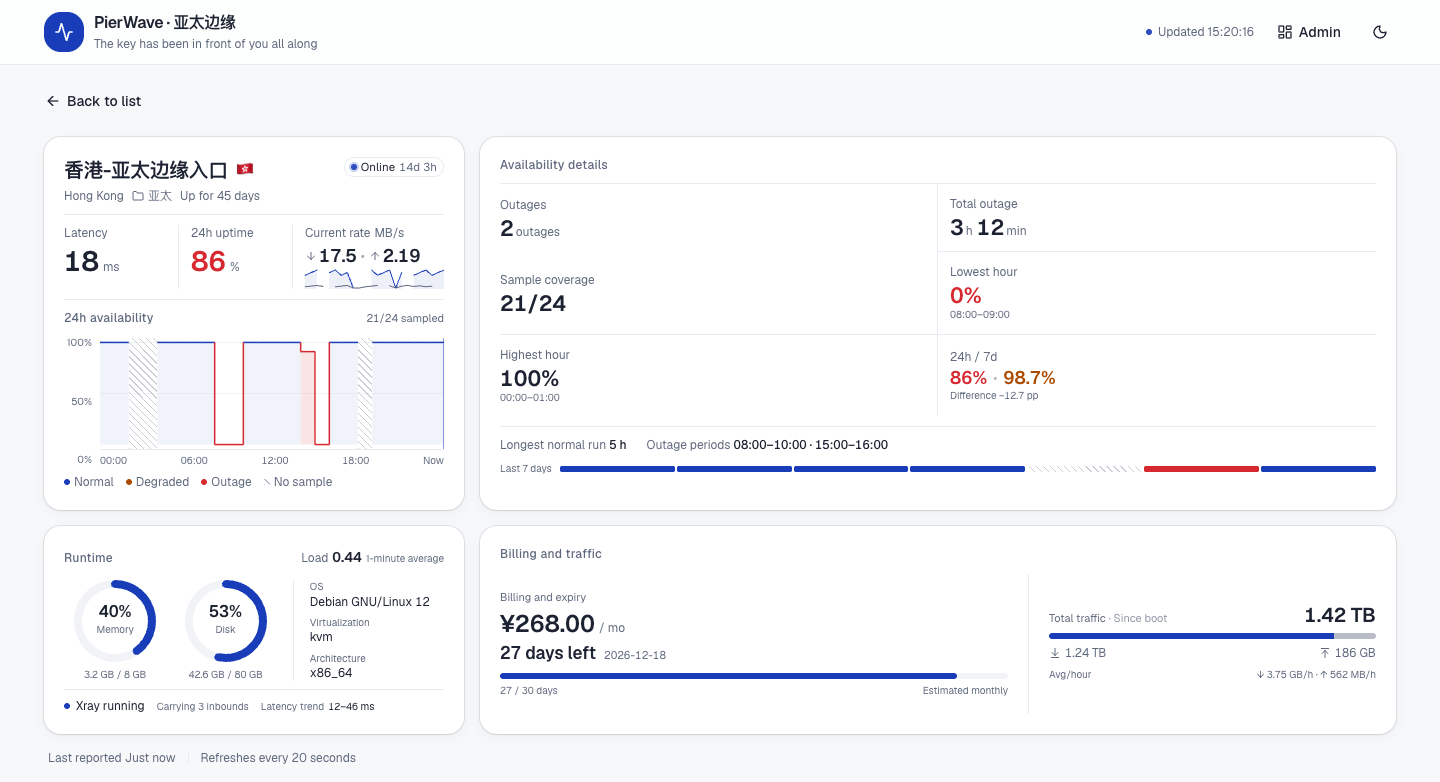 PierWave · 亚太边缘
The key has been in front of you all along
Updated 15:20:16
Admin
Back to list
香港-亚太边缘入口
Online 14d 3h
Hong Kong 亚太 Up for 45 days
Latency
18 ms
24h uptime
86 %
Current rate MB/s
↓ 17.5 · ↑ 2.19
24h availability
21/24 sampled
100%
50%
0%
00:00 06:00 12:00 18:00 Now
Normal Degraded Outage No sample
Availability details
Outages
2 outages
Total outage
3 h 12 min
Sample coverage
21/24
Lowest hour
0%
08:00–09:00
Highest hour
100%
00:00–01:00
24h / 7d
86% · 98.7%
Difference −12.7 pp
Longest normal run 5 h
Outage periods 08:00–10:00 · 15:00–16:00
Last 7 days
Runtime
Load 0.44 1-minute average
40%
Memory
3.2 GB / 8 GB
53%
Disk
42.6 GB / 80 GB
OS
Debian GNU/Linux 12
Virtualization
kvm
Architecture
x86_64
Xray running Carrying 3 inbounds Latency trend 12–46 ms
Billing and traffic
Billing and expiry
¥268.00 / mo
27 days left 2026-12-18
27 / 30 days
Estimated monthly
Total traffic · Since boot
1.42 TB
1.24 TB
186 GB
Avg/hour
↓ 3.75 GB/h · ↑ 562 MB/h
Last reported Just now
Refreshes every 20 seconds